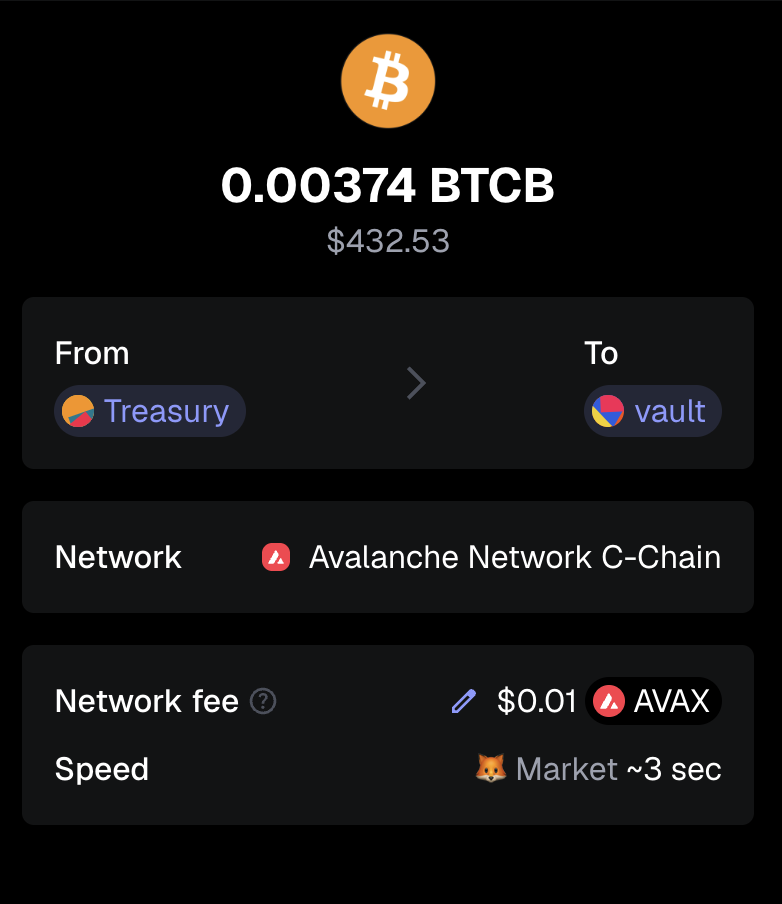 0.00374 BTCB
$432.53
From
To
Treasury
vault
Network
Avalanche Network C-Chain
Network fee ?
$0.01 AVAX
Speed
Market ~3 sec